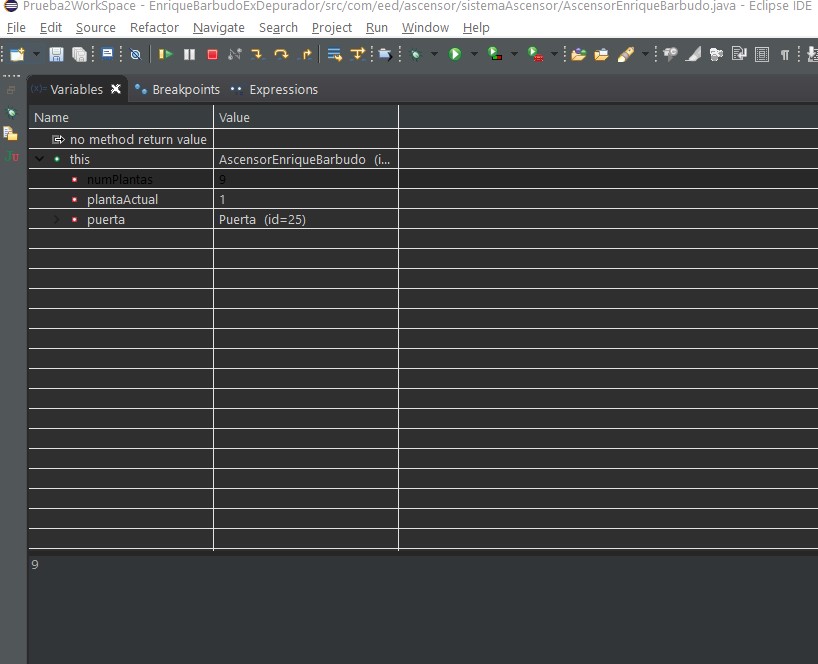 Prueba2WorkSpace - EnriqueBarbudoExDepurador/src/com/eed/ascensor/sistemaAscensor/AscensorEnriqueBarbudo.java - Eclipse IDE
File Edit Source Refactor Navigate Search Project Run Window Help
(x)= Variables Breakpoints Expressions
Name Value
no method return value
this AscensorEnriqueBarbudo (i...
numPlantas 9
plantaActual 1
puerta Puerta (id=25)
9